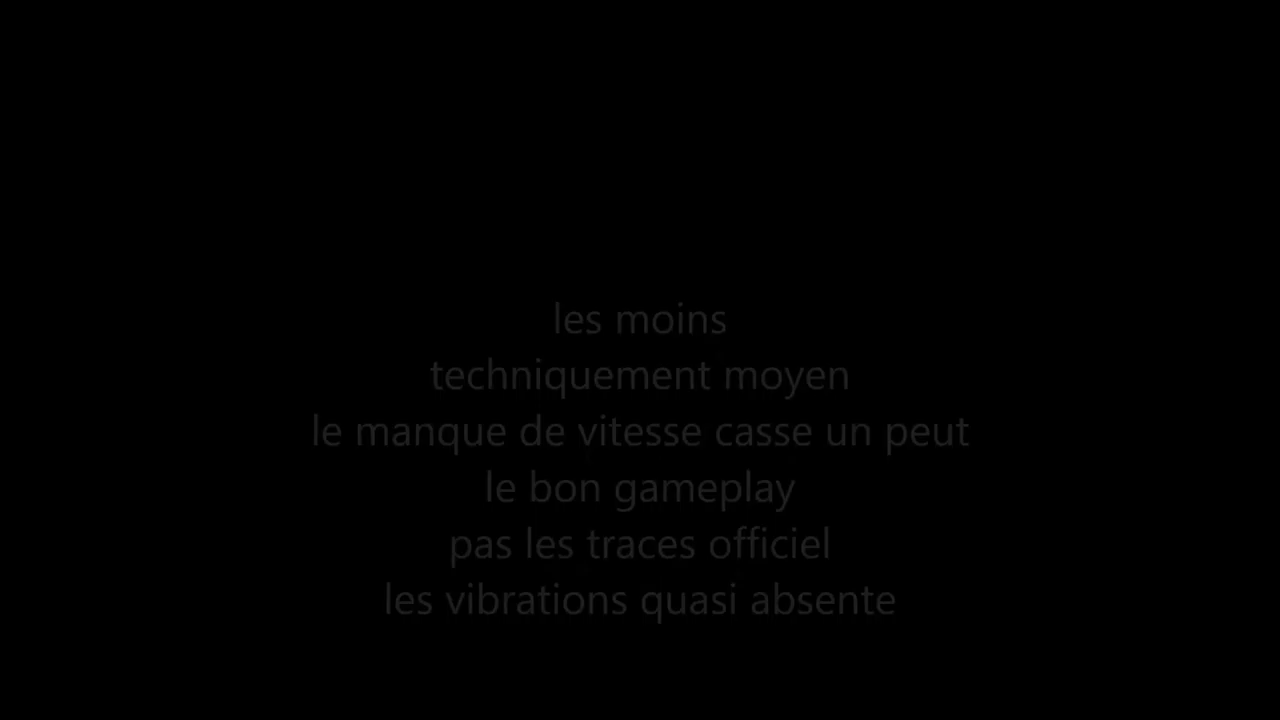 les moins
techniquement moyen
le manque de vitesse casse un peut
le bon gameplay
pas les traces officiel
les vibrations quasi absente